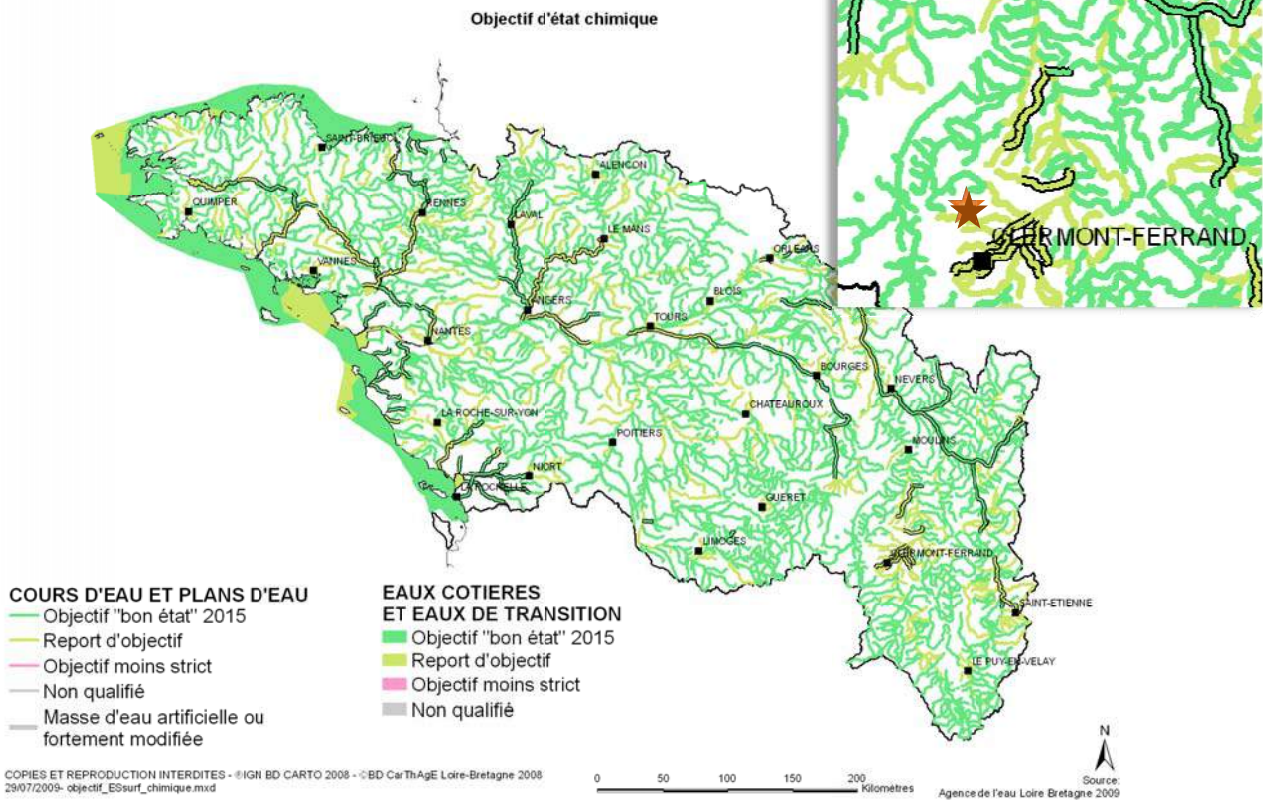 Objectif d'état chimique
CLERMONT-FERRAND
SAINT-BRIEUC
ALENCON
QUIMPER
RENNES
LAVAL
LE MANS
ORLEANS
VANNES
BLOIS
ANGERS
TOURS
NANTES
BOURGES
NEVERS
CHATEAUROUX
LA ROCHE-SUR-YON
POITIERS
MOULINS
NIORT
LA ROCHELLE
GUERET
LIMOGES
CLERMONT-FERRAND
SAINT-ETIENNE
LE PUY-EN-VELAY
COURS D'EAU ET PLANS D'EAU
Objectif "bon état" 2015
Report d'objectif
Objectif moins strict
Non qualifié
Masse d'eau artificielle ou
fortement modifiée
EAUX COTIERES
ET EAUX DE TRANSITION
Objectif "bon état" 2015
Report d'objectif
Objectif moins strict
Non qualifié
COPIES ET REPRODUCTION INTERDITES - ©IGN BD CARTO 2008 - ©BD CarThAgE Loire-Bretagne 2008
29/07/2009- objectif_ESsurf_chimique.mxd
0 50 100 150 200
Kilomètres
N
Source:
Agence de l'eau Loire Bretagne 2009